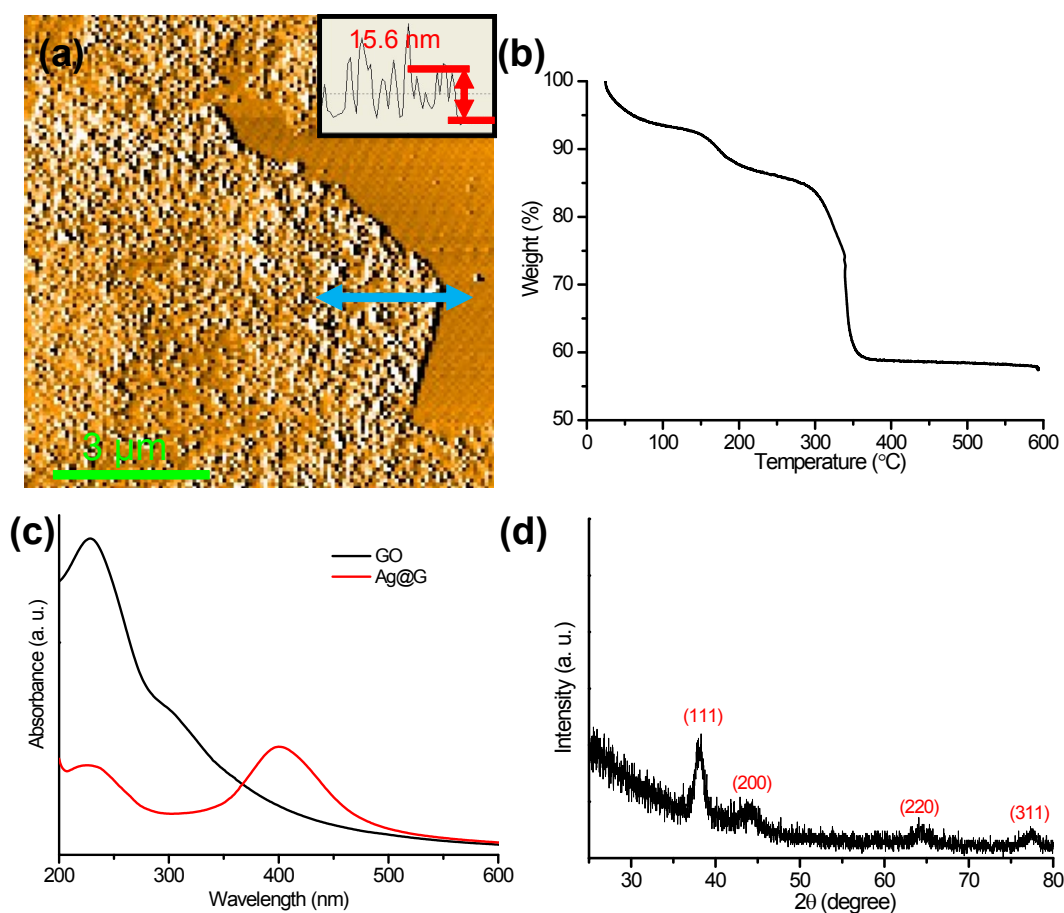 (a)
15.6 nm
3 µm
(b)
100
90
80
70
60
50
Weight (%)
0 100 200 300 400 500 600
Temperature (°C)
(c)
GO
Ag@G
Absorbance (a. u.)
200 300 400 500 600
Wavelength (nm)
(d)
(111)
(200)
(220)
(311)
Intensity (a. u.)
30 40 50 60 70 80
2θ (degree)